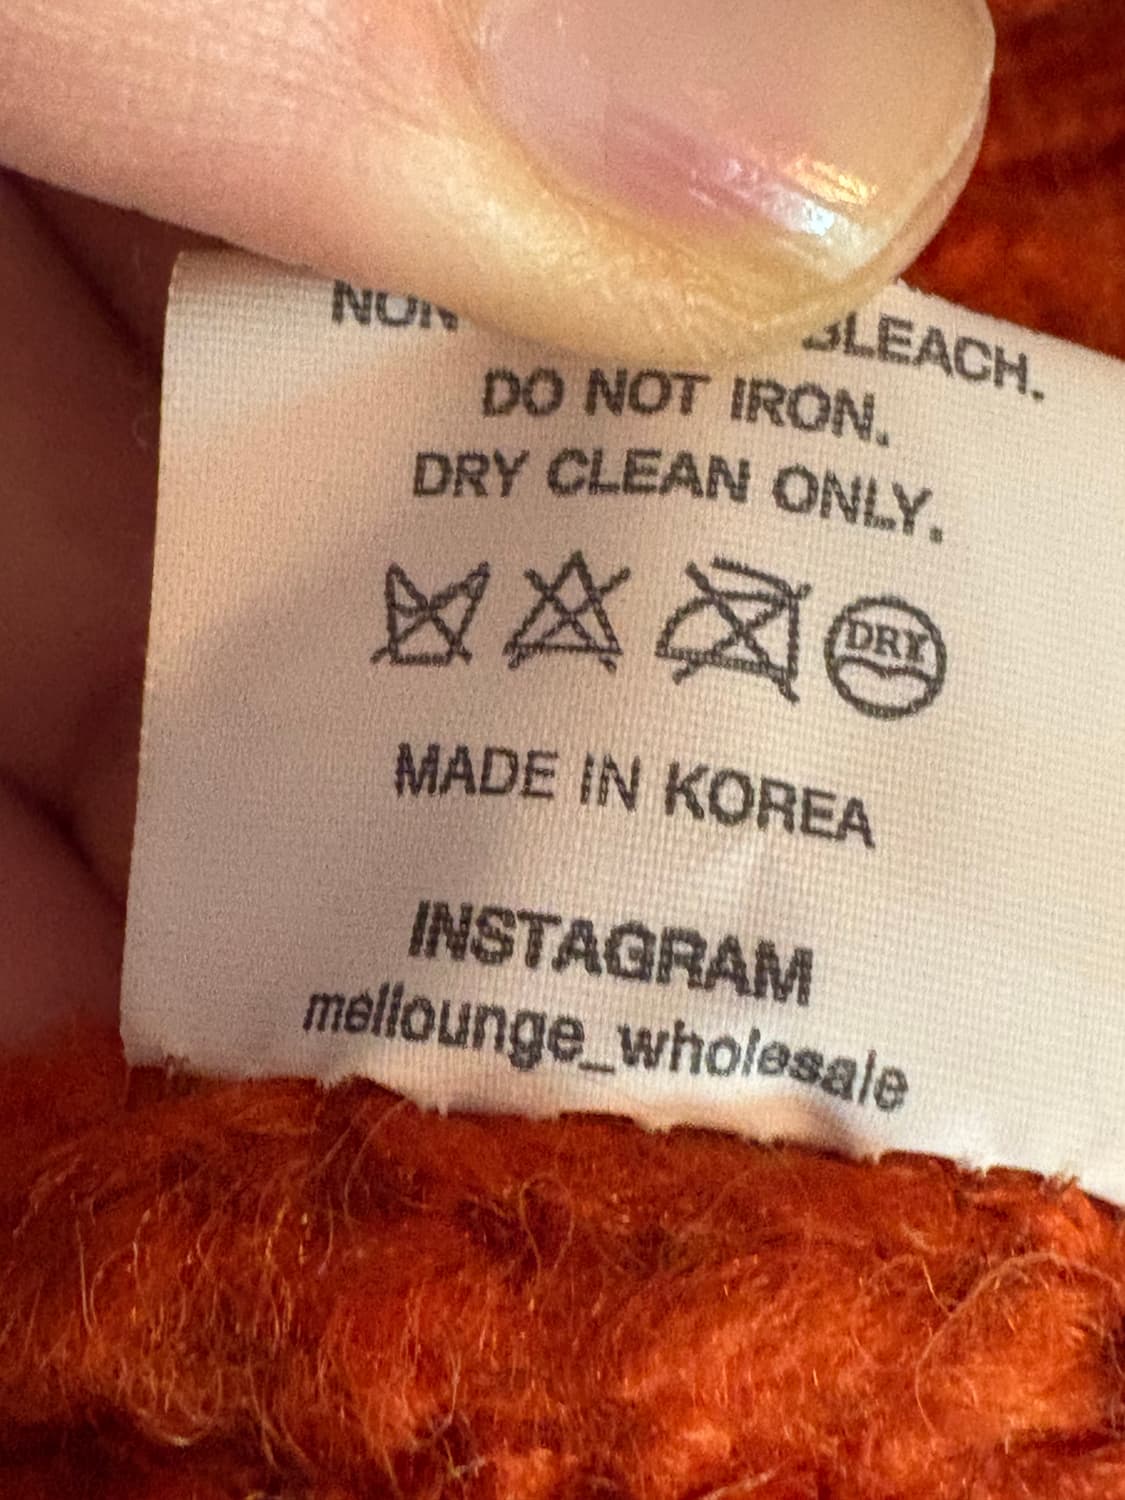 BLEACH.
DO NOT IRON.
DRY CLEAN ONLY.
DRY
MADE IN KOREA
INSTAGRAM
mellounge_wholesale